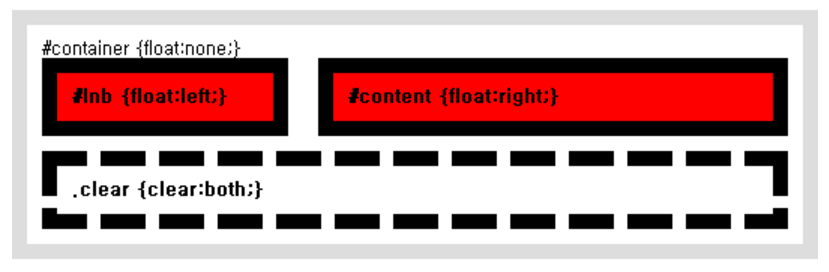 #container {float:none;}
#lnb {float:left;}
#content {float:right;}
.clear {clear:both;}